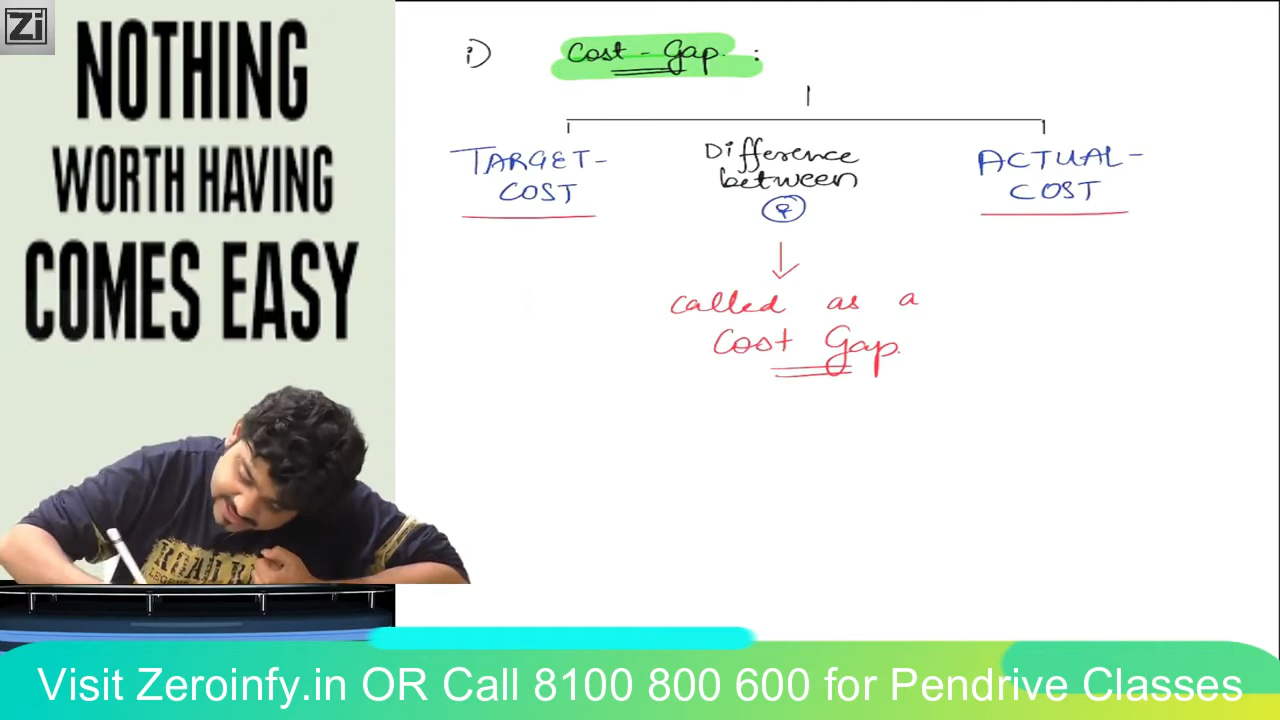 Zi
NOTHING
WORTH HAVING
COMES EASY
i) Cost - Gap. :
TARGET-
COST
Difference
between
&
ACTUAL-
COST
called as a
Cost Gap.
Visit Zeroinfy.in OR Call 8100 800 600 for Pendrive Classes